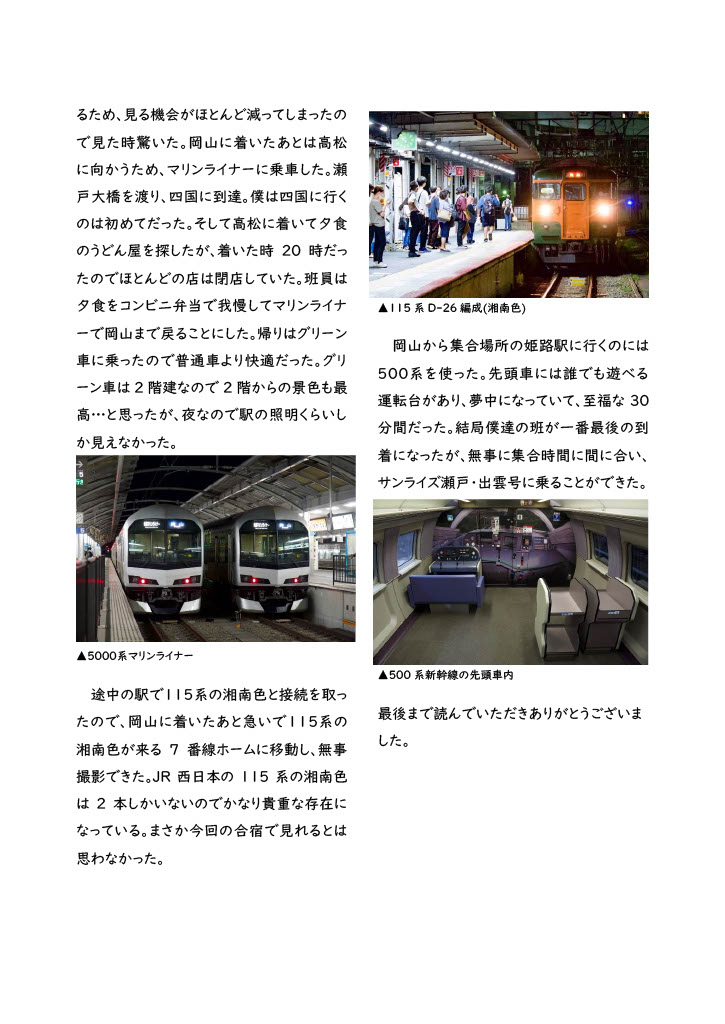 るため、見る機会がほとんど減ってしまったの
で見た時驚いた。岡山に着いたあとは高松
に向かうため、マリンライナーに乗車した。瀬
戸大橋を渡り、四国に到達。僕は四国に行く
のは初めてだった。そして高松に着いて夕食
のうどん屋を探したが、着いた時 20 時だっ
たのでほとんどの店は閉店していた。班員は
夕食をコンビニ弁当で我慢してマリンライナ
ーで岡山まで戻ることにした。帰りはグリーン
車に乗ったので普通車より快適だった。グリ
ーン車は 2 階建なので 2 階からの景色も最
高…と思ったが、夜なので駅の照明くらいし
か見えなかった。
▲5000系マリンライナー
途中の駅で115系の湘南色と接続を取っ
たので、岡山に着いたあと急いで115系の
湘南色が来る 7 番線ホームに移動し、無事
撮影できた。JR 西日本の 115 系の湘南色
は 2 本しかいないのでかなり貴重な存在に
なっている。まさか今回の合宿で見れるとは
思わなかった。
▲115 系 D-26 編成(湘南色)
岡山から集合場所の姫路駅に行くのには
500系を使った。先頭車には誰でも遊べる
運転台があり、夢中になっていて、至福な 30
分間だった。結局僕達の班が一番最後の到
着になったが、無事に集合時間に間に合い、
サンライズ瀬戸・出雲号に乗ることができた。
▲500 系新幹線の先頭車内
最後まで読んでいただきありがとうございま
した。